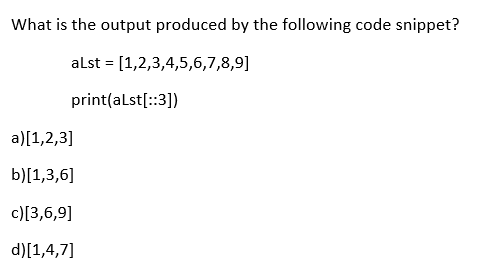 What is the output produced by the following code snippet?
aLst = [1,2,3,4,5,6,7,8,9]
print(aLst[::3])
a)[1,2,3]
b)[1,3,6]
c)[3,6,9]
d)[1,4,7]